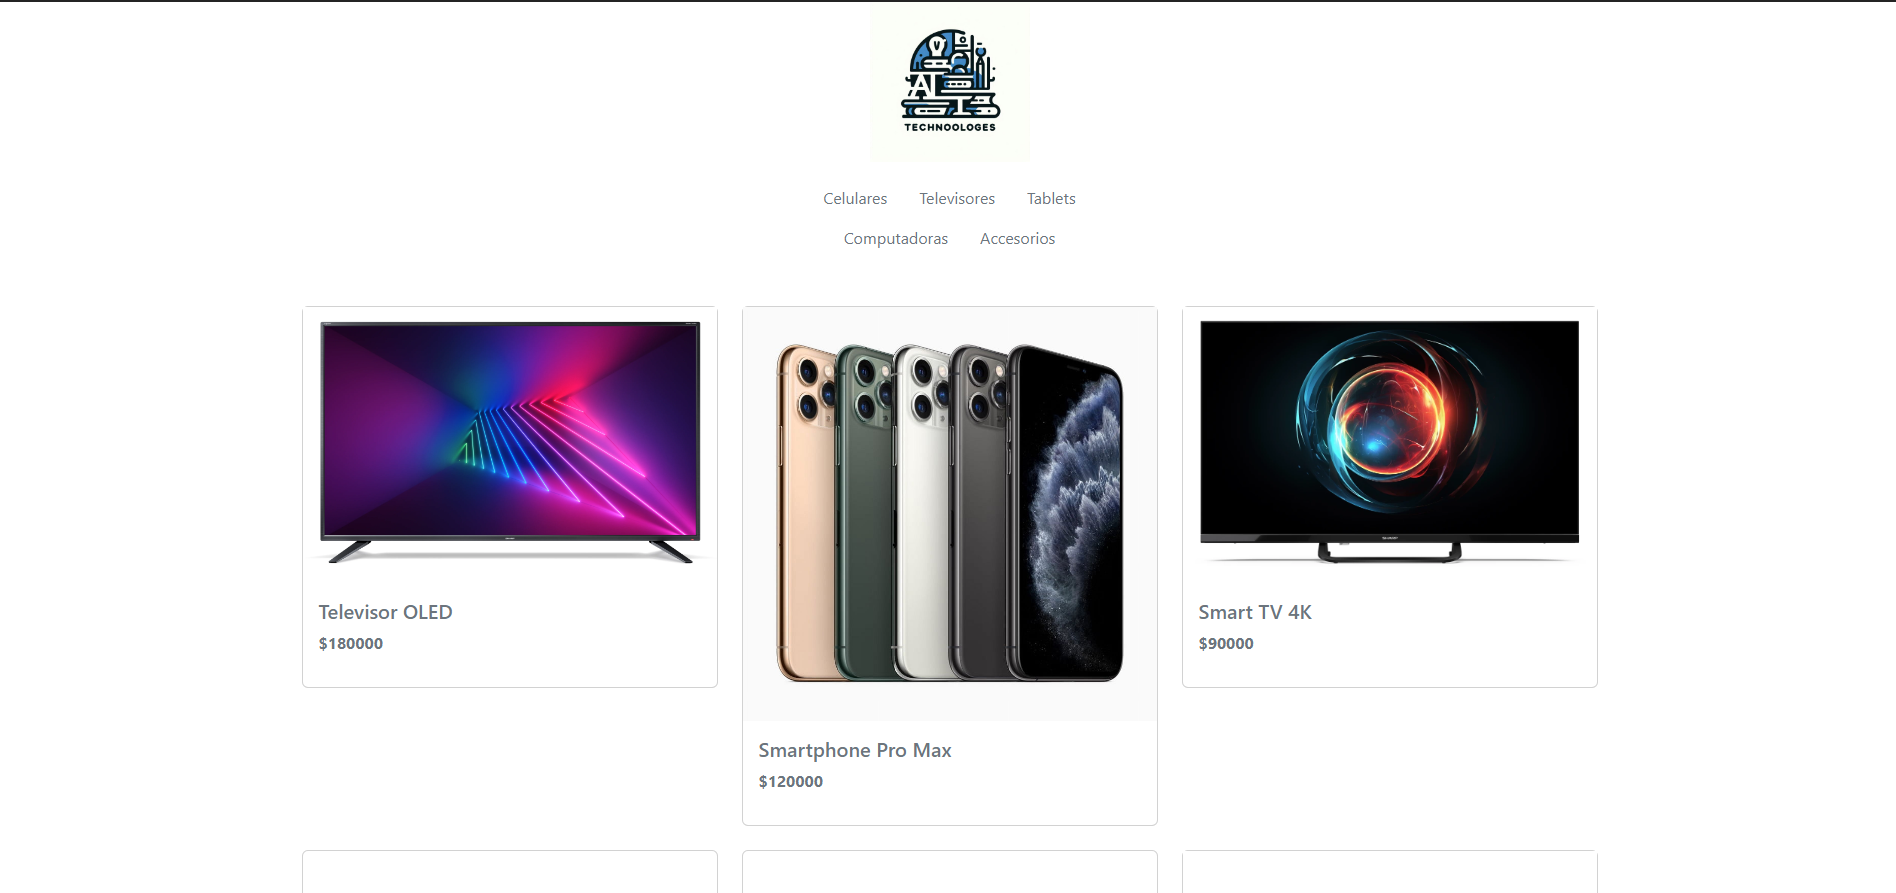 AI
TECHNOOLOGES
Celulares Televisores Tablets
Computadoras Accesorios
Televisor OLED
$180000
Smartphone Pro Max
$120000
Smart TV 4K
$90000